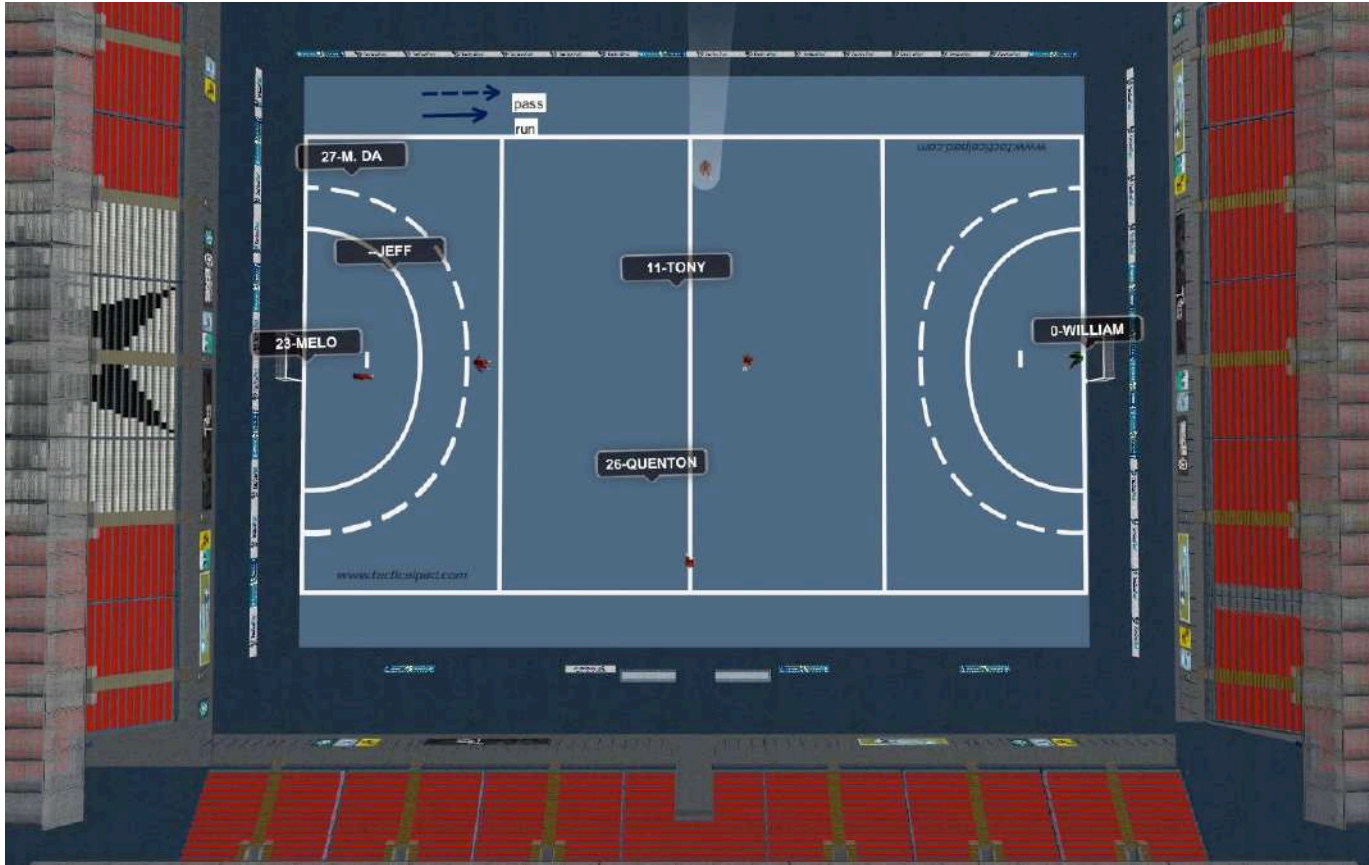 pass
run
www.tacticalpad.com
27-M. DA
--JEFF
11-TONY
0-WILLIAM
23-MELO
26-QUENTON
www.tacticalpad.com